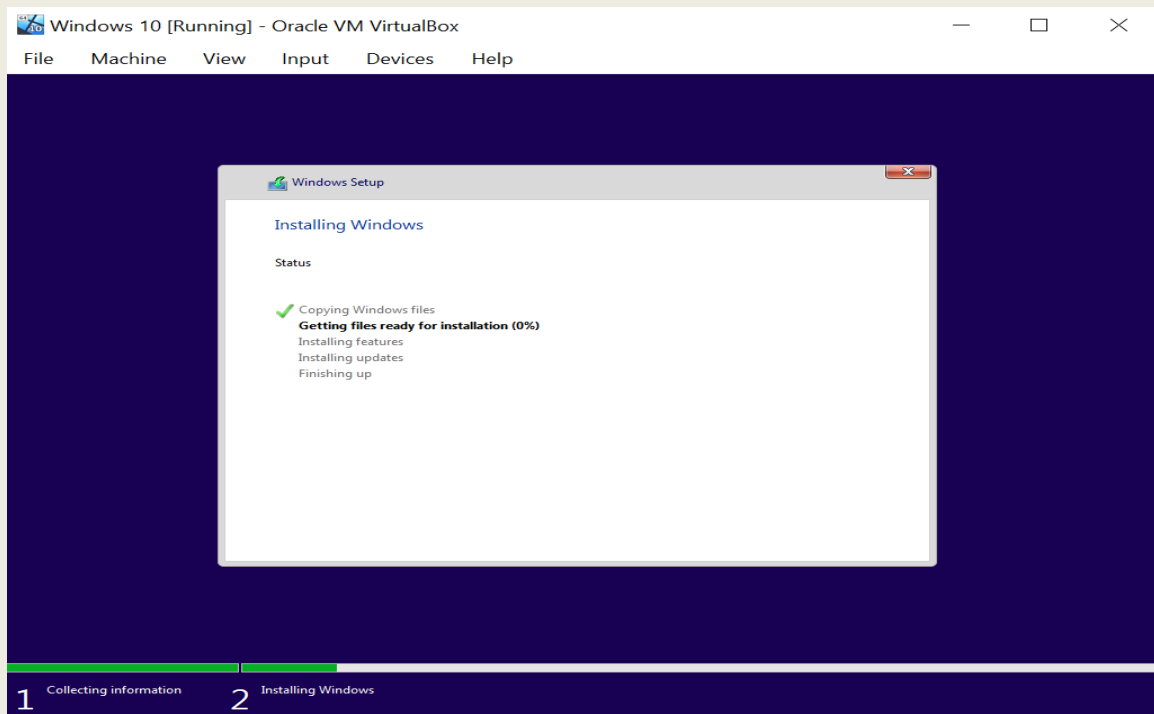 Windows 10 [Running] - Oracle VM VirtualBox
File Machine View Input Devices Help
Windows Setup
Installing Windows
Status
Copying Windows files
Getting files ready for installation (0%)
Installing features
Installing updates
Finishing up
1 Collecting information 2 Installing Windows